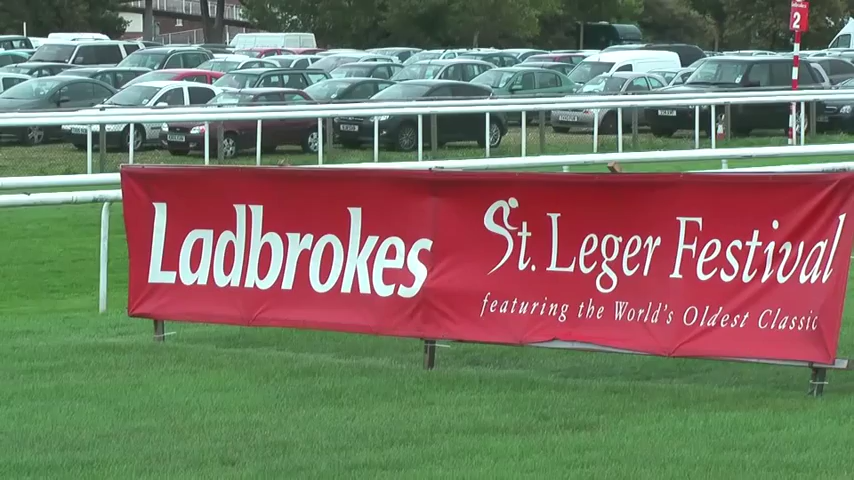 2
Ladbrokes
St. Leger Festival
featuring the World's Oldest Classic